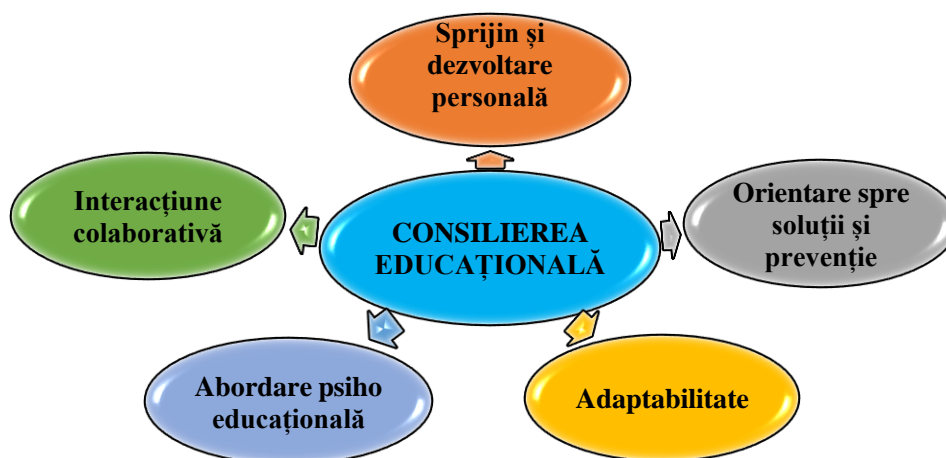 Sprijin și
dezvoltare
personală
Interacțiune
colaborativă
CONSILIEREA
EDUCAȚIONALĂ
Orientare spre
soluții și
prevenție
Abordare psiho
educațională
Adaptabilitate